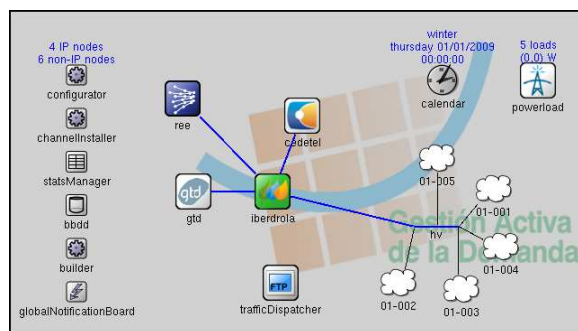 4 IP nodes
6 non-IP nodes
configurator
channelInstaller
statsManager
bbdd
builder
globalNotificationBoard
ree
cedetel
gtd
gtd
iberdrola
FTP
trafficDispatcher
winter
thursday 01/01/2009
00:00:00
calendar
5 loads
(0,0) W
powerload
01-005
01-001
hv
Gestión Activa
de la Demanda
01-004
01-002
01-003